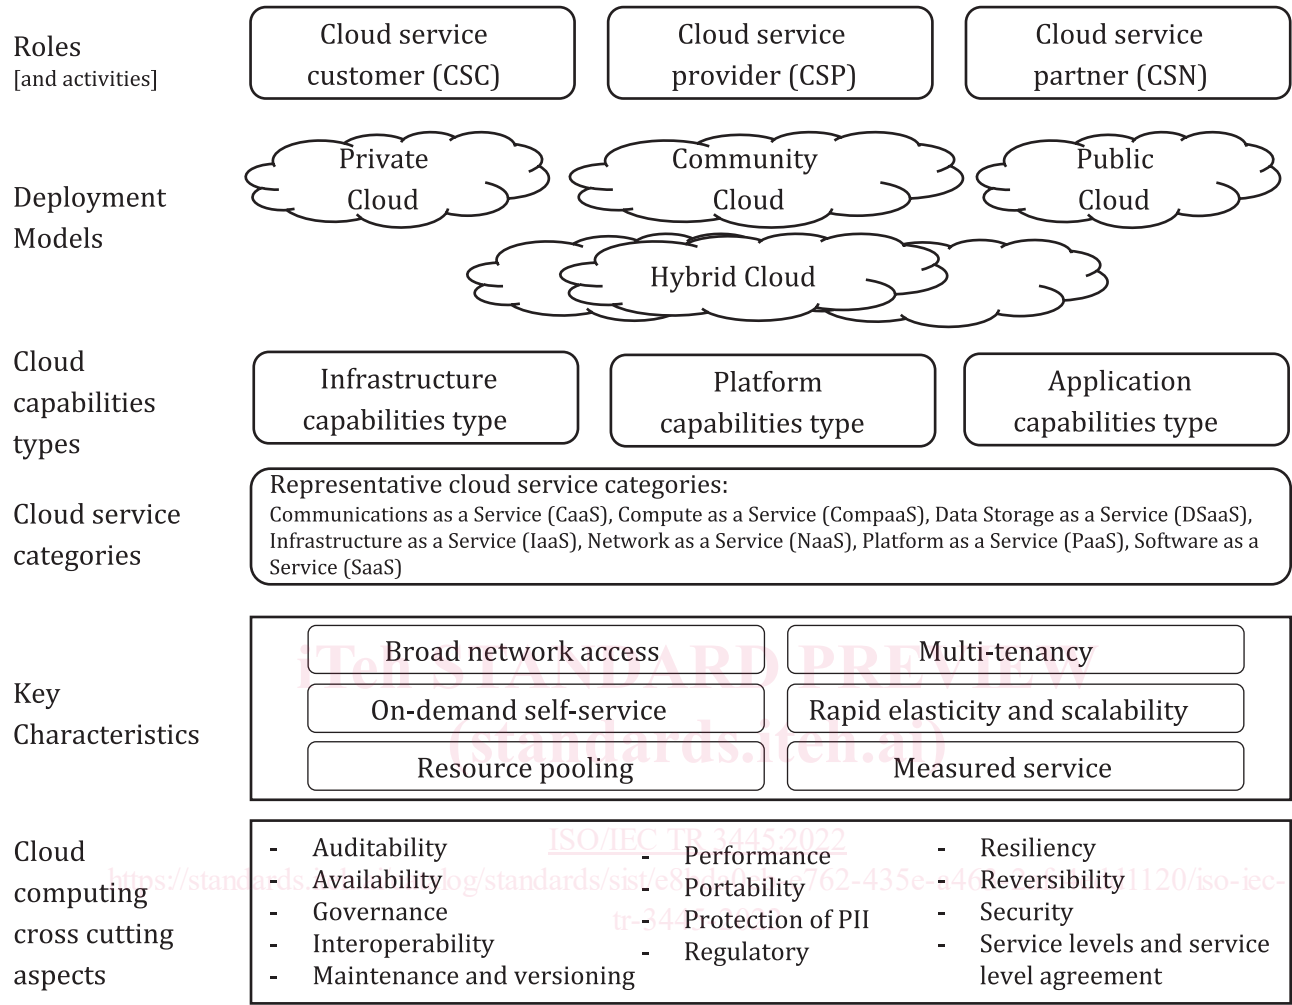 Roles
[and activities]
Cloud service
customer (CSC)
Cloud service
provider (CSP)
Cloud service
partner (CSN)
Deployment
Models
Private
Cloud
Community
Cloud
Public
Cloud
Hybrid Cloud
Cloud
capabilities
types
Infrastructure
capabilities type
Platform
capabilities type
Application
capabilities type
Cloud service
categories
Representative cloud service categories:
Communications as a Service (CaaS), Compute as a Service (CompaaS), Data Storage as a Service (DSaaS),
Infrastructure as a Service (IaaS), Network as a Service (NaaS), Platform as a Service (PaaS), Software as a
Service (SaaS)
Key
Characteristics
Broad network access
Multi-tenancy
On-demand self-service
Rapid elasticity and scalability
Resource pooling
Measured service
iTeh STANDARD PREVIEW
(standards.iteh.ai)
Cloud
computing
cross cutting
aspects
- Auditability
- Availability
- Governance
- Interoperability
- Maintenance and versioning
- Performance
- Portability
- Protection of PII
- Regulatory
- Resiliency
- Reversibility
- Security
- Service levels and service
level agreement
ISO/IEC TR 3445:2022
tr-3445-2022